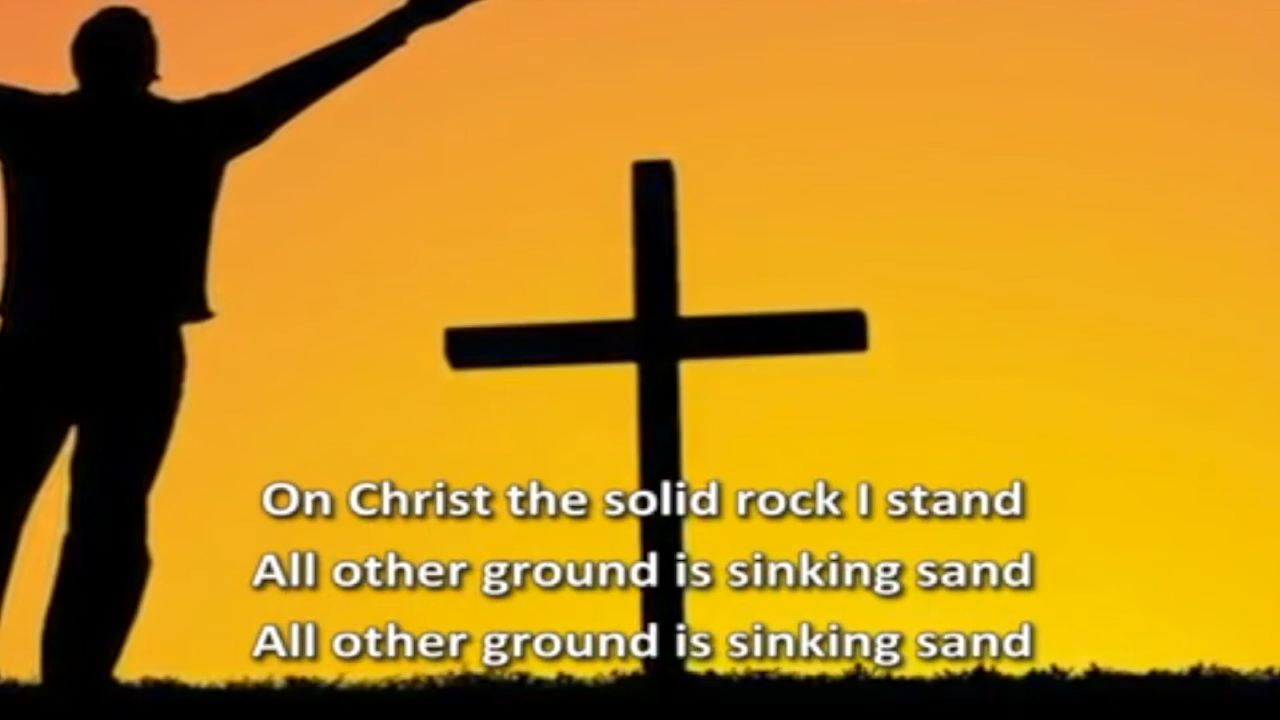 On Christ the solid rock I stand
All other ground is sinking sand
All other ground is sinking sand